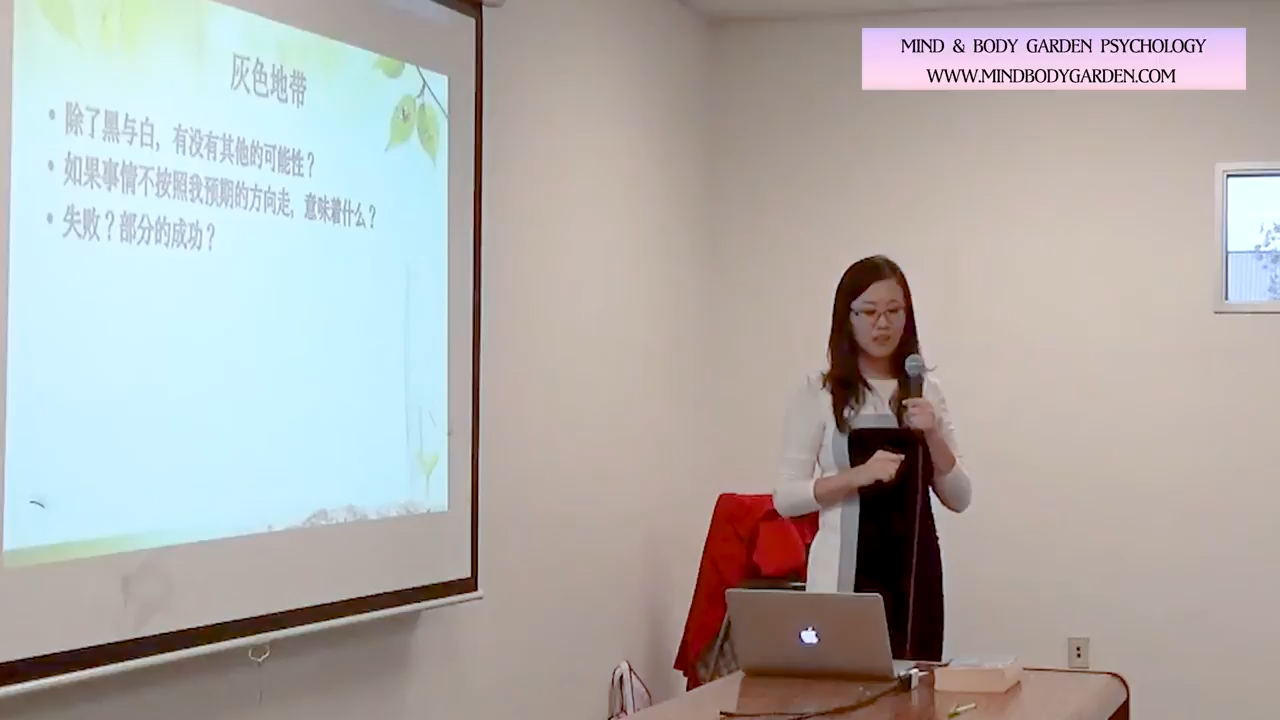 灰色地带
• 除了黑与白，有没有其他的可能性？
• 如果事情不按照我预期的方向走，意味着什么？
• 失败？部分的成功？
MIND & BODY GARDEN PSYCHOLOGY
WWW.MINDBODYGARDEN.COM